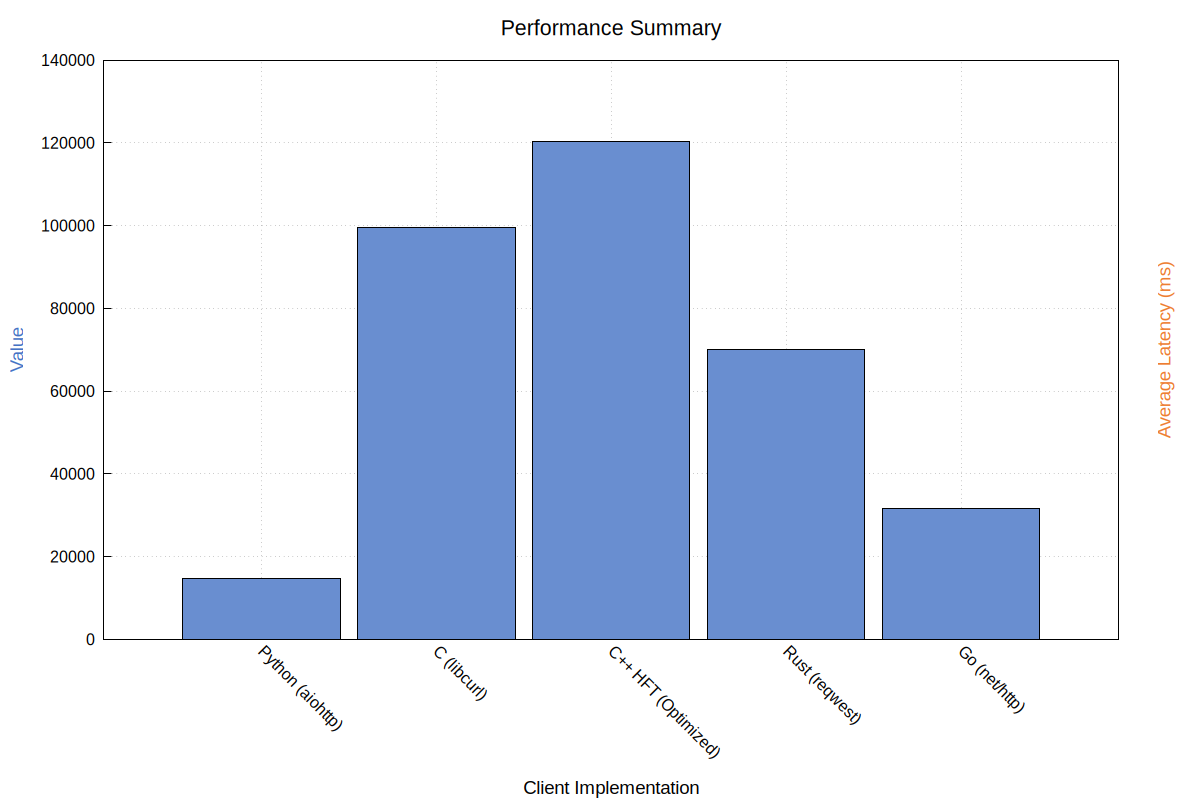 Performance Summary
140000
120000
100000
80000
60000
40000
20000
0
Value
Average Latency (ms)
Python (aiohttp)
C (libcurl)
C++ HFT (Optimized)
Rust (reqwest)
Go (net/http)
Client Implementation